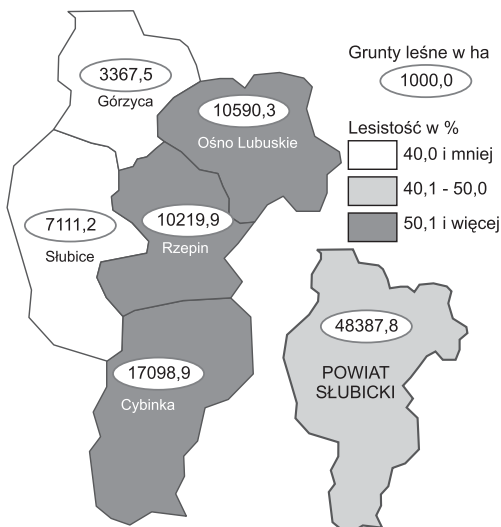 3367,5
Górzyca
10590,3
Ośno Lubuskie
7111,2
Słubice
10219,9
Rzepin
17098,9
Cybinka
Grunty leśne w ha
1000,0
Lesistość w %
40,0 i mniej
40,1 - 50,0
50,1 i więcej
48387,8
POWIAT
SŁUBICKI